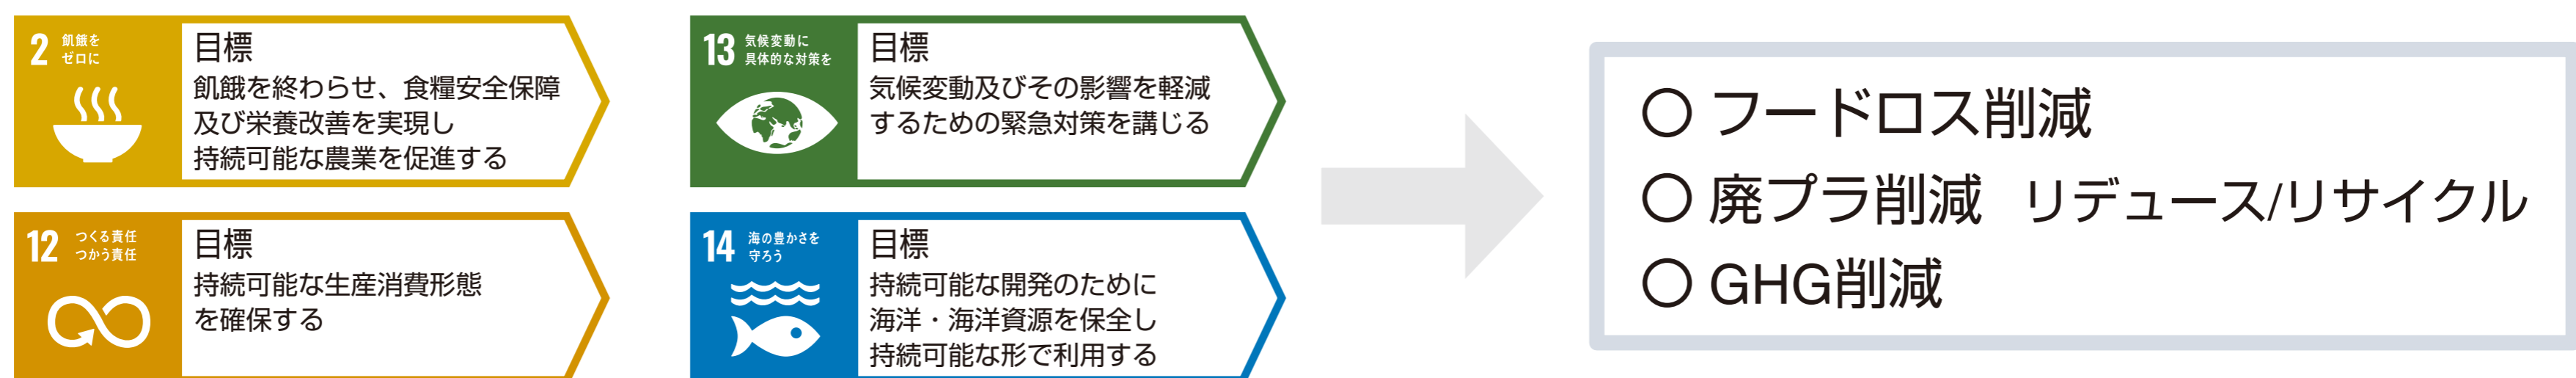 2 飢餓を
ゼロに
目標
飢餓を終わらせ、食糧安全保障
及び栄養改善を実現し
持続可能な農業を促進する
13 気候変動に
具体的な対策を
目標
気候変動及びその影響を軽減
するための緊急対策を講じる
12 つくる責任
つかう責任
目標
持続可能な生産消費形態
を確保する
14 海の豊かさを
守ろう
目標
持続可能な開発のために
海洋・海洋資源を保全し
持続可能な形で利用する
〇 フードロス削減
〇 廃プラ削減 リデュース/リサイクル
〇 GHG削減